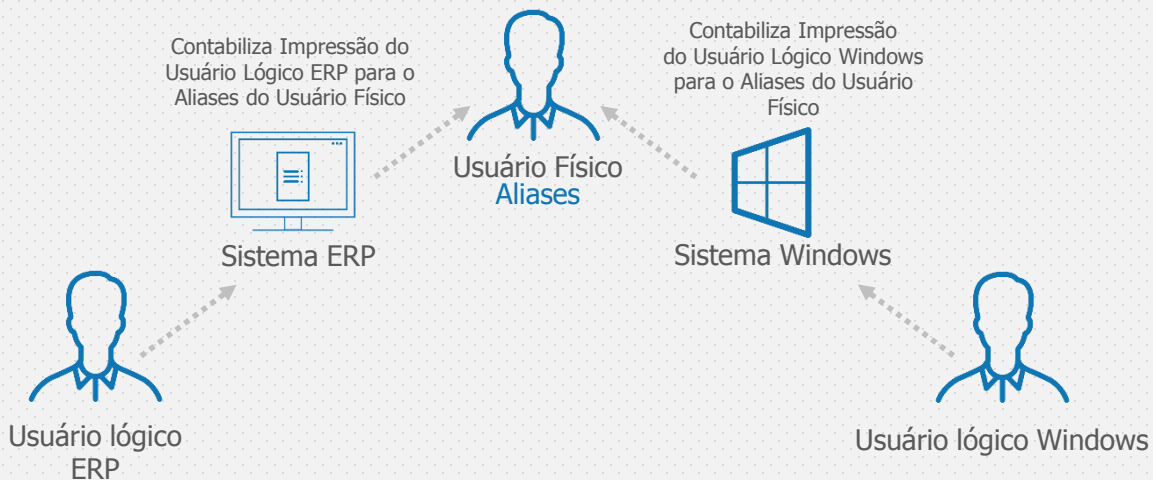 Contabiliza Impressão do
Usuário Lógico ERP para o
Aliases do Usuário Físico
Contabiliza Impressão
do Usuário Lógico Windows
para o Aliases do Usuário
Físico
Usuário Físico
Aliases
Sistema ERP
Sistema Windows
Usuário lógico
ERP
Usuário lógico Windows